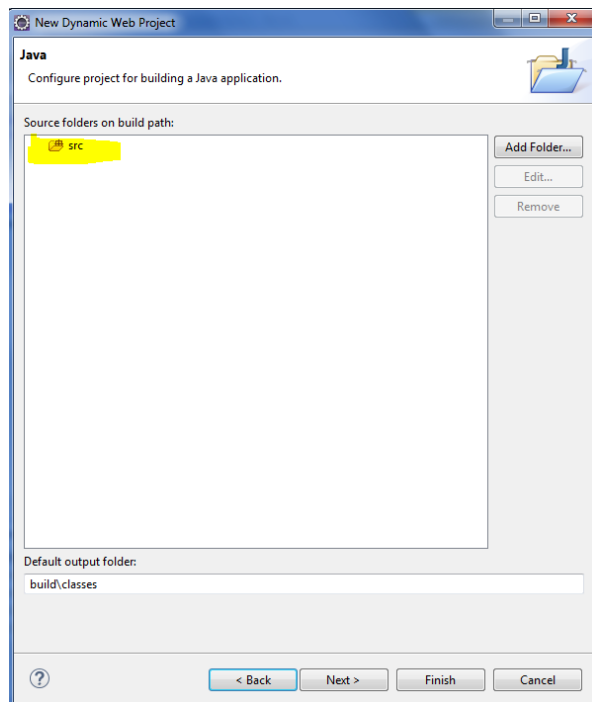 New Dynamic Web Project
Java
Configure project for building a Java application.
Source folders on build path:
src
Add Folder...
Edit...
Remove
Default output folder:
build\classes
?
< Back
Next >
Finish
Cancel